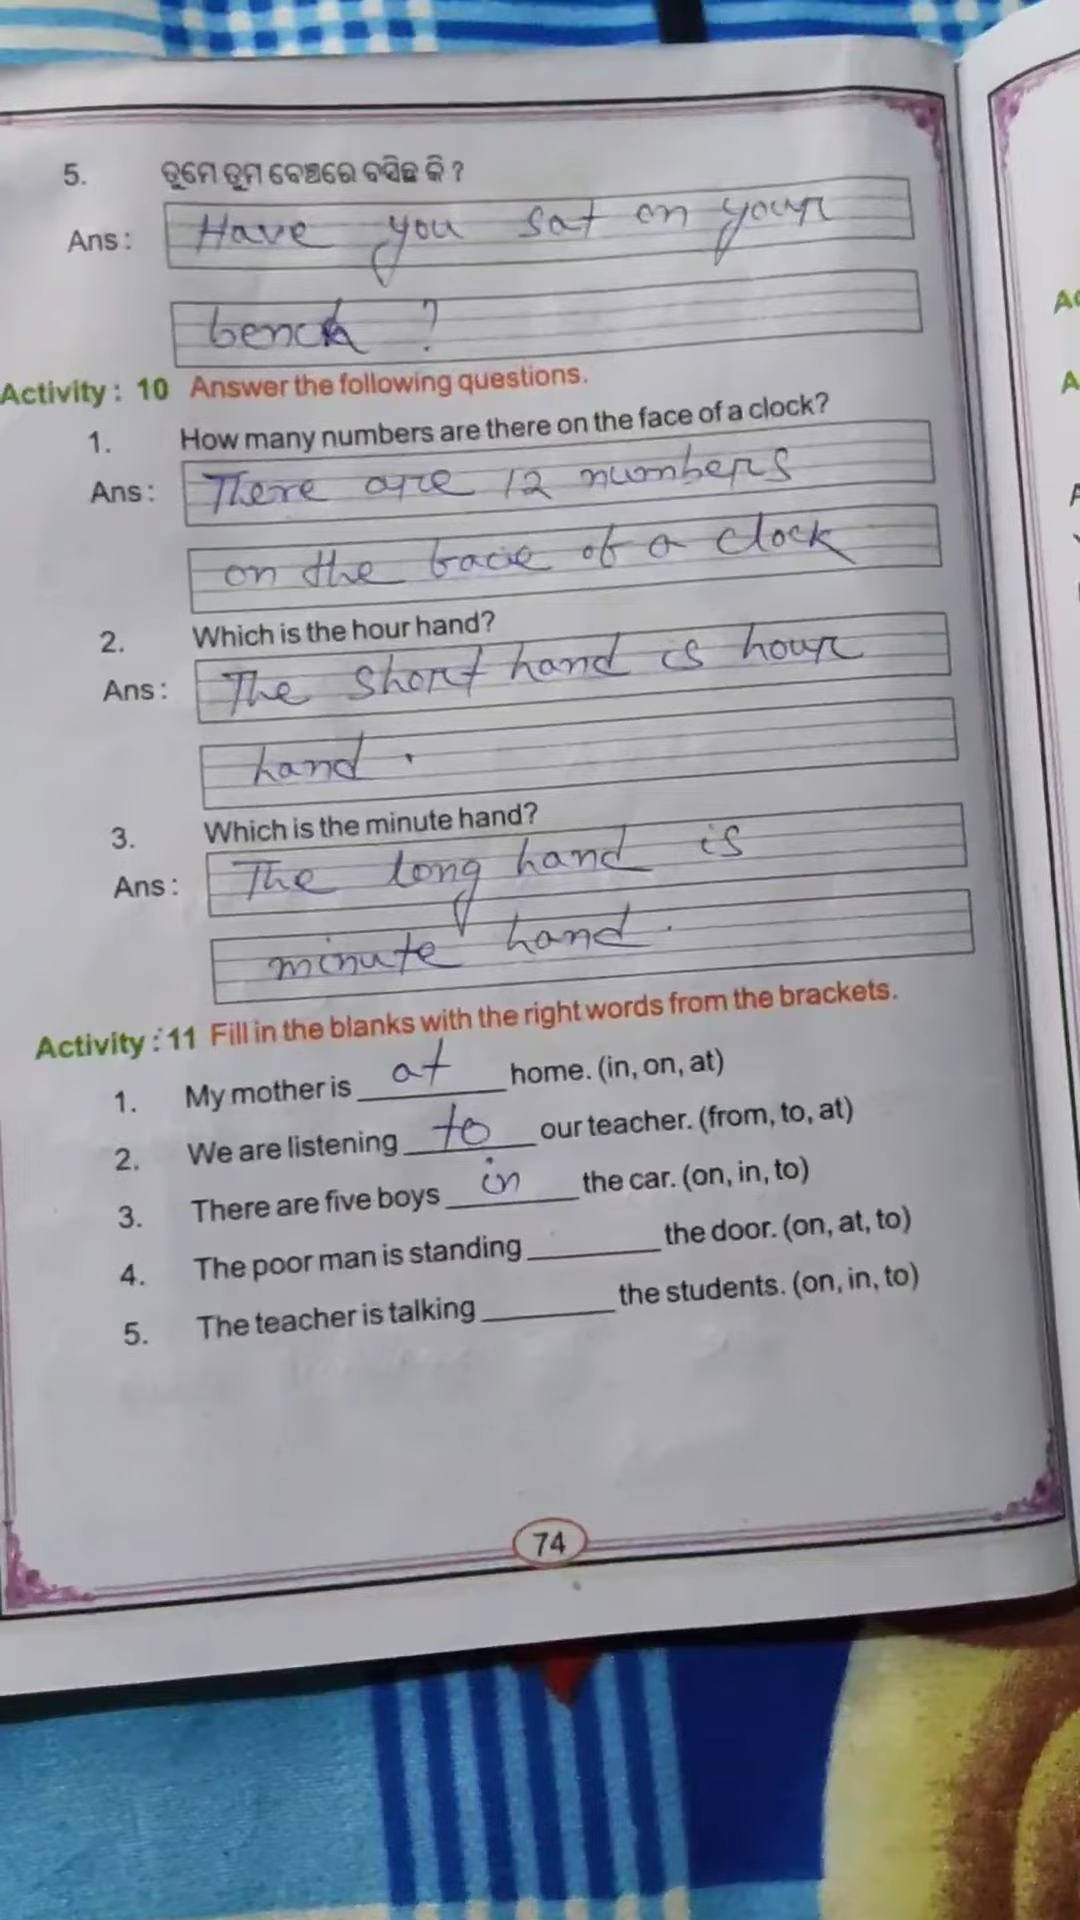 5. ତୁମେ ତୁମ ବେଞ୍ଚରେ ବସିଛ କି ?
Ans : Have you sat on your
bench ?
Activity : 10 Answer the following questions.
1. How many numbers are there on the face of a clock?
Ans : There are 12 numbers
on the face of a clock
2. Which is the hour hand?
Ans : The short hand is hour
hand .
3. Which is the minute hand?
Ans : The long hand is
minute hand .
Activity : 11 Fill in the blanks with the right words from the brackets.
1. My mother is at home. (in, on, at)
2. We are listening to our teacher. (from, to, at)
3. There are five boys in the car. (on, in, to)
4. The poor man is standing ________ the door. (on, at, to)
5. The teacher is talking ________ the students. (on, in, to)
74